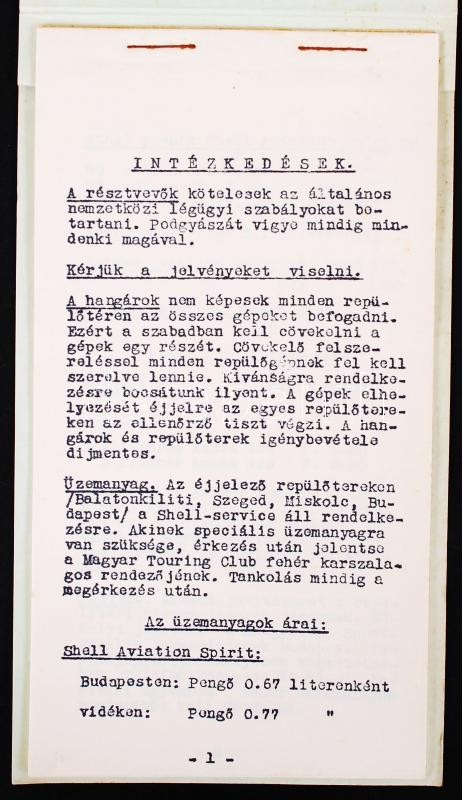 INTÉZKEDÉSEK.
A résztvevők kötelesek az általános
nemzetközi légügyi szabályokat be-
tartani. Podgyászát vigye mindig min-
denki magával.
Kérjük a jelvényeket viselni.
A hangárok nem képesek minden repü-
lőtéren az összes gépeket befogadni.
Ezért a szabadban kell cövekelni a
gépek egy részét. Cövekelő felsze-
reléssel minden repülőgépnek fel kell
szerelve lennie. Kivánságra rendelke-
zésre bocsátunk ilyent. A gépek elhe-
lyezését éjjelre az egyes repülőtere-
ken az ellenőrző tiszt végzi. A han-
gárok és repülőterek igénybevétele
díjmentes.
Üzemanyag. Az éjjelező repülőtereken
/Balatonkiliti, Szeged, Miskolc, Bu-
dapest/ a Shell-service áll rendelke-
zésre. Akinek speciális üzemanyagra
van szüksége, érkezés után jelentse
a Magyar Touring Club fehér karszala-
gos rendezőjének. Tankolás mindig a
megérkezés után.
Az üzemanyagok árai:
Shell Aviation Spirit:
Budapesten: Pengő 0.67 literenként
vidéken: Pengő 0.77 "
- 1 -